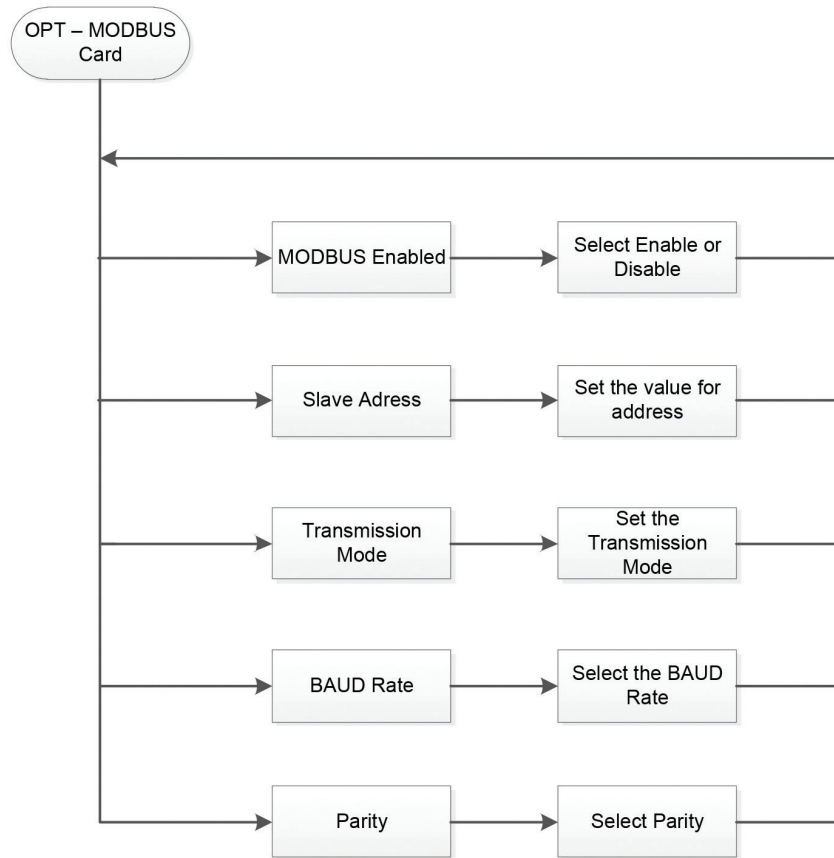 OPT – MODBUS
Card
MODBUS Enabled
Select Enable or
Disable
Slave Adress
Set the value for
address
Transmission
Mode
Set the
Transmission
Mode
BAUD Rate
Select the BAUD
Rate
Parity
Select Parity